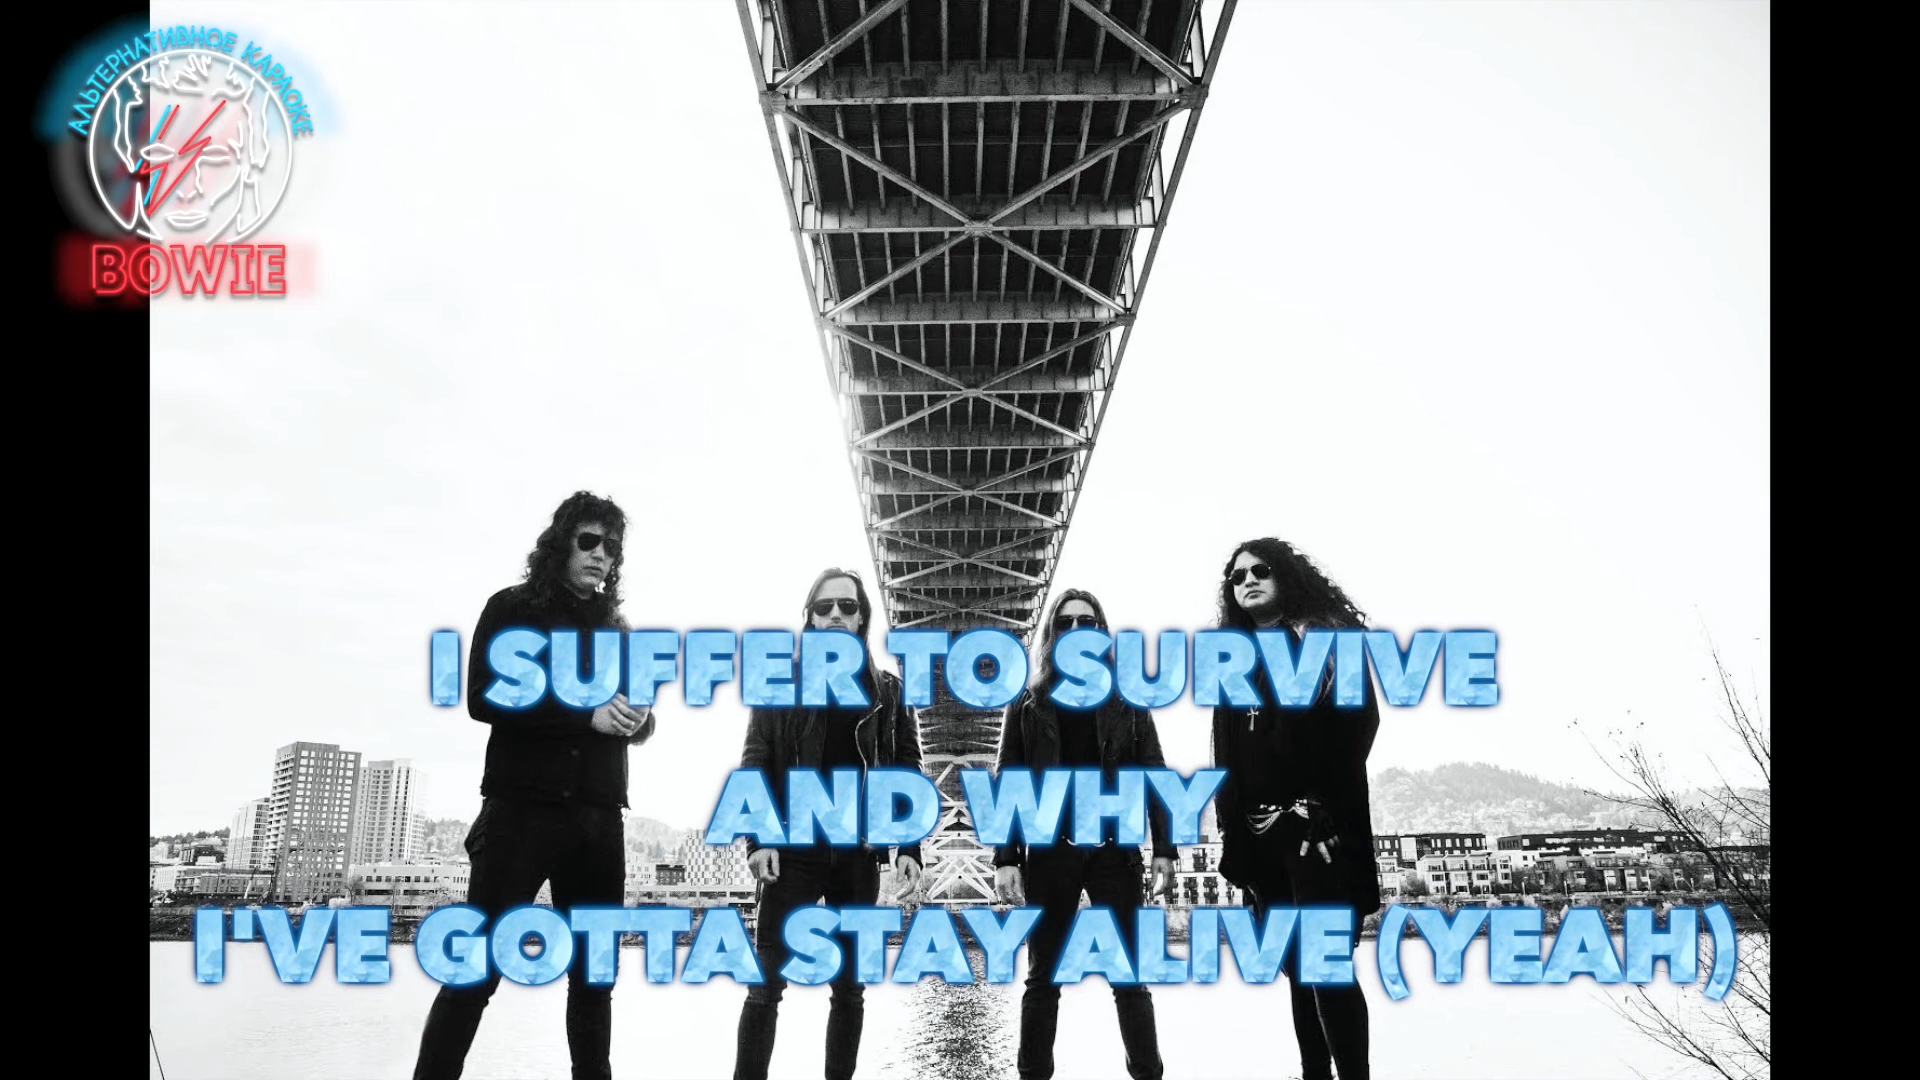 АЛЬТЕРНАТИВНОЕ КАРАОКЕ
BOWIE
I SUFFER TO SURVIVE
AND WHY
I'VE GOTTA STAY ALIVE (YEAH)